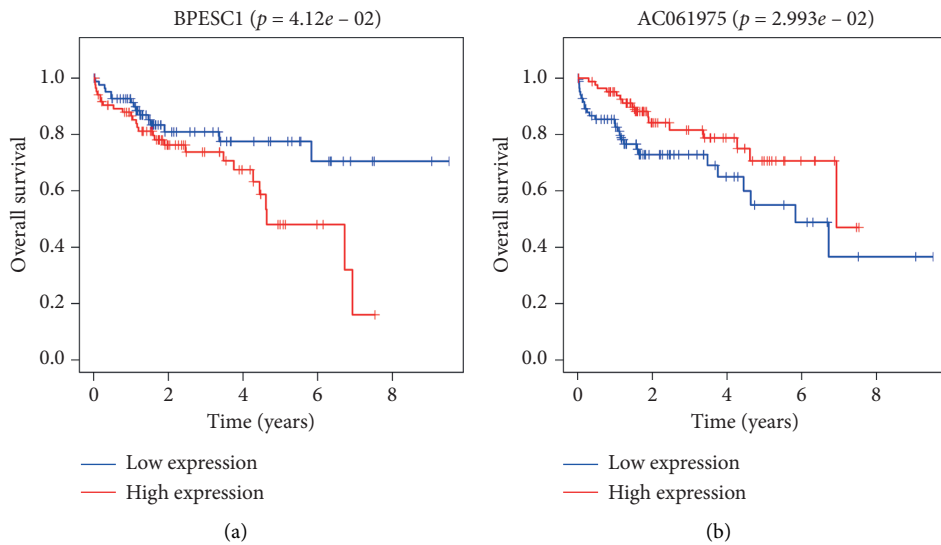 BPESC1 (p = 4.12e – 02)
1.0
0.8
0.6
0.4
0.2
0.0
Overall survival
0 2 4 6 8
Time (years)
Low expression
High expression
(a)
AC061975 (p = 2.993e – 02)
1.0
0.8
0.6
0.4
0.2
0.0
Overall survival
0 2 4 6 8
Time (years)
Low expression
High expression
(b)